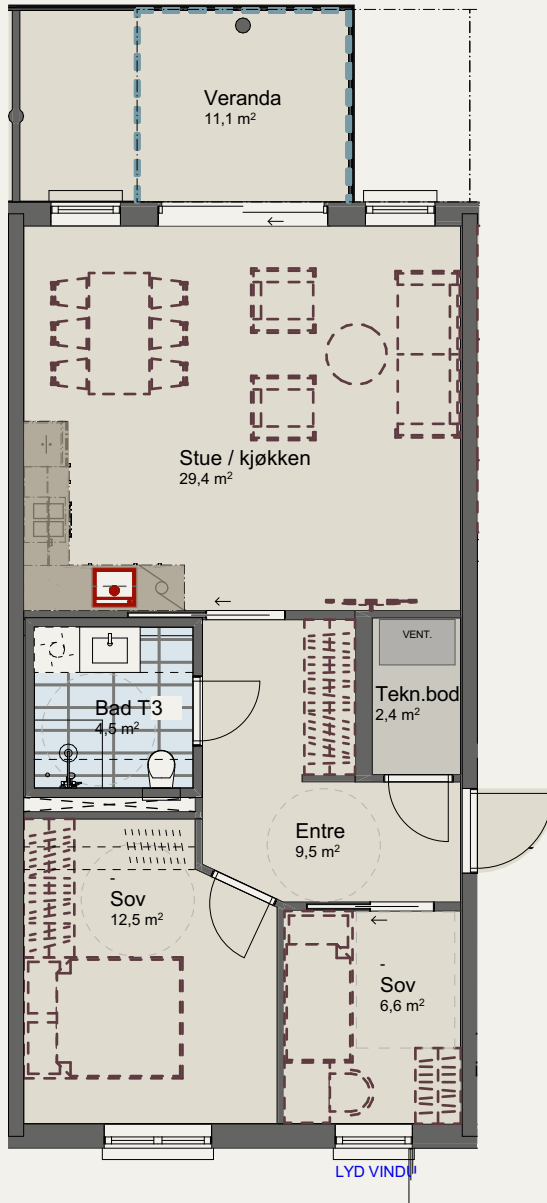 Veranda
11,1 m²
Stue / kjøkken
29,4 m²
VENT.
Bad T3
4,5 m²
Tekn.bod
2,4 m²
Entre
9,5 m²
Sov
12,5 m²
Sov
6,6 m²
LYD VINDU